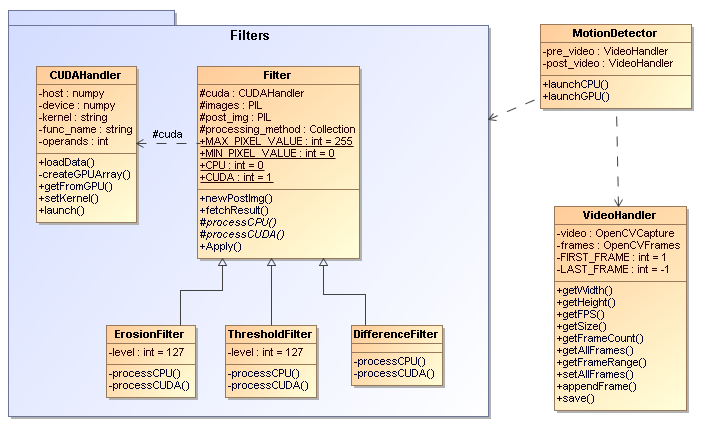 Filters
CUDAHandler
-host : numpy
-device : numpy
-kernel : string
-func_name : string
-operands : int
+loadData()
-createGPUArray()
+getFromGPU()
+setKernel()
+launch()
#cuda
Filter
#cuda : CUDAHandler
#images : PIL
#post_img : PIL
#processing_method : Collection
+MAX_PIXEL_VALUE : int = 255
+MIN_PIXEL_VALUE : int = 0
+CPU : int = 0
+CUDA : int = 1
+newPostImg()
+fetchResult()
#processCPU()
#processCUDA()
+Apply()
ErosionFilter
-level : int = 127
-processCPU()
-processCUDA()
ThresholdFilter
-level : int = 127
-processCPU()
-processCUDA()
DifferenceFilter
-processCPU()
-processCUDA()
MotionDetector
-pre_video : VideoHandler
-post_video : VideoHandler
+launchCPU()
+launchGPU()
VideoHandler
-video : OpenCVCapture
-frames : OpenCVFrames
-FIRST_FRAME : int = 1
-LAST_FRAME : int = -1
+getWidth()
+getHeight()
+getFPS()
+getSize()
+getFrameCount()
+getAllFrames()
+getFrameRange()
+setAllFrames()
+appendFrame()
+save()